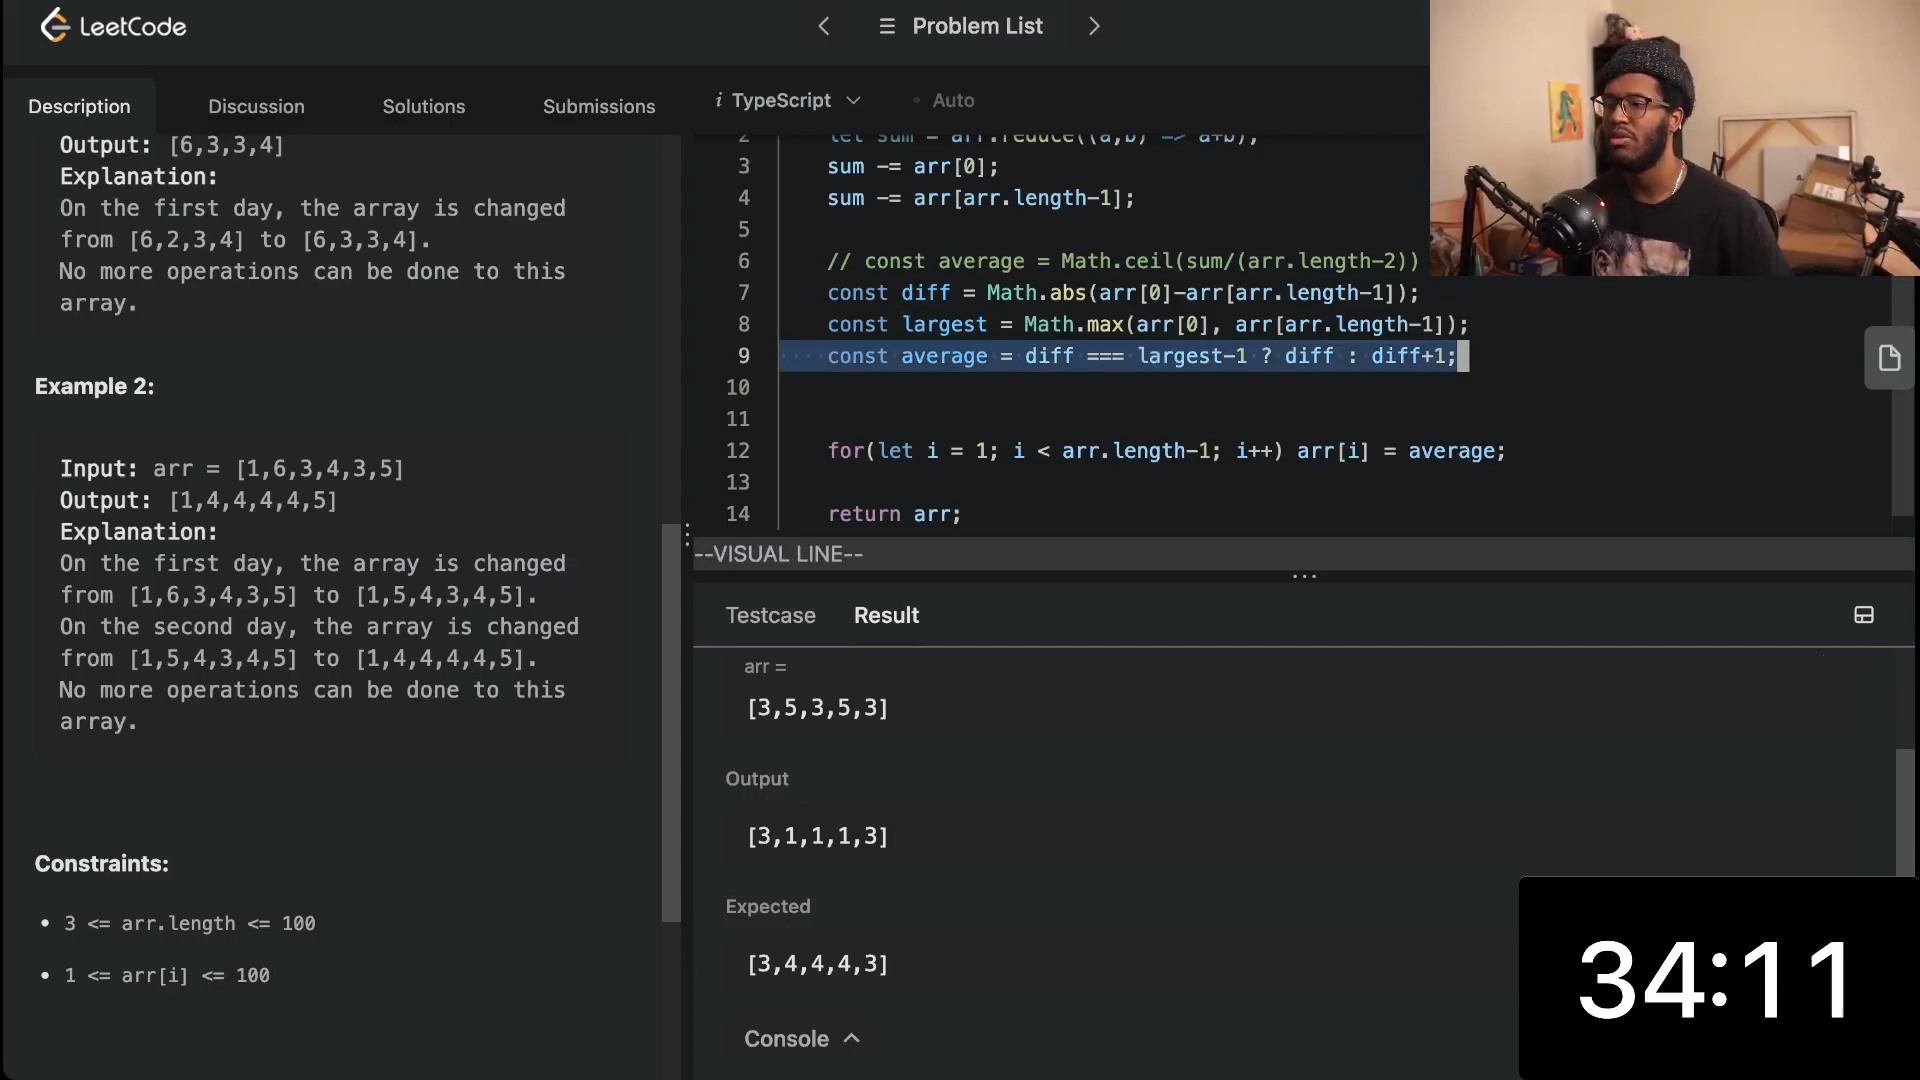 LeetCode
Problem List
Description
Discussion
Solutions
Submissions
Output: [6,3,3,4]
Explanation:
On the first day, the array is changed
from [6,2,3,4] to [6,3,3,4].
No more operations can be done to this
array.
Example 2:
Input: arr = [1,6,3,4,3,5]
Output: [1,4,4,4,4,5]
Explanation:
On the first day, the array is changed
from [1,6,3,4,3,5] to [1,5,4,3,4,5].
On the second day, the array is changed
from [1,5,4,3,4,5] to [1,4,4,4,4,5].
No more operations can be done to this
array.
Constraints:
• 3 <= arr.length <= 100
• 1 <= arr[i] <= 100
i TypeScript
• Auto
2 let sum = arr.reduce((a,b) => a+b);
3 sum -= arr[0];
4 sum -= arr[arr.length-1];
5
6 // const average = Math.ceil(sum/(arr.length-2))
7 const diff = Math.abs(arr[0]-arr[arr.length-1]);
8 const largest = Math.max(arr[0], arr[arr.length-1]);
9 const average = diff === largest-1 ? diff : diff+1;
10
11
12 for(let i = 1; i < arr.length-1; i++) arr[i] = average;
13
14 return arr;
--VISUAL LINE--
Testcase
Result
arr =
[3,5,3,5,3]
Output
[3,1,1,1,3]
Expected
[3,4,4,4,3]
Console
34:11